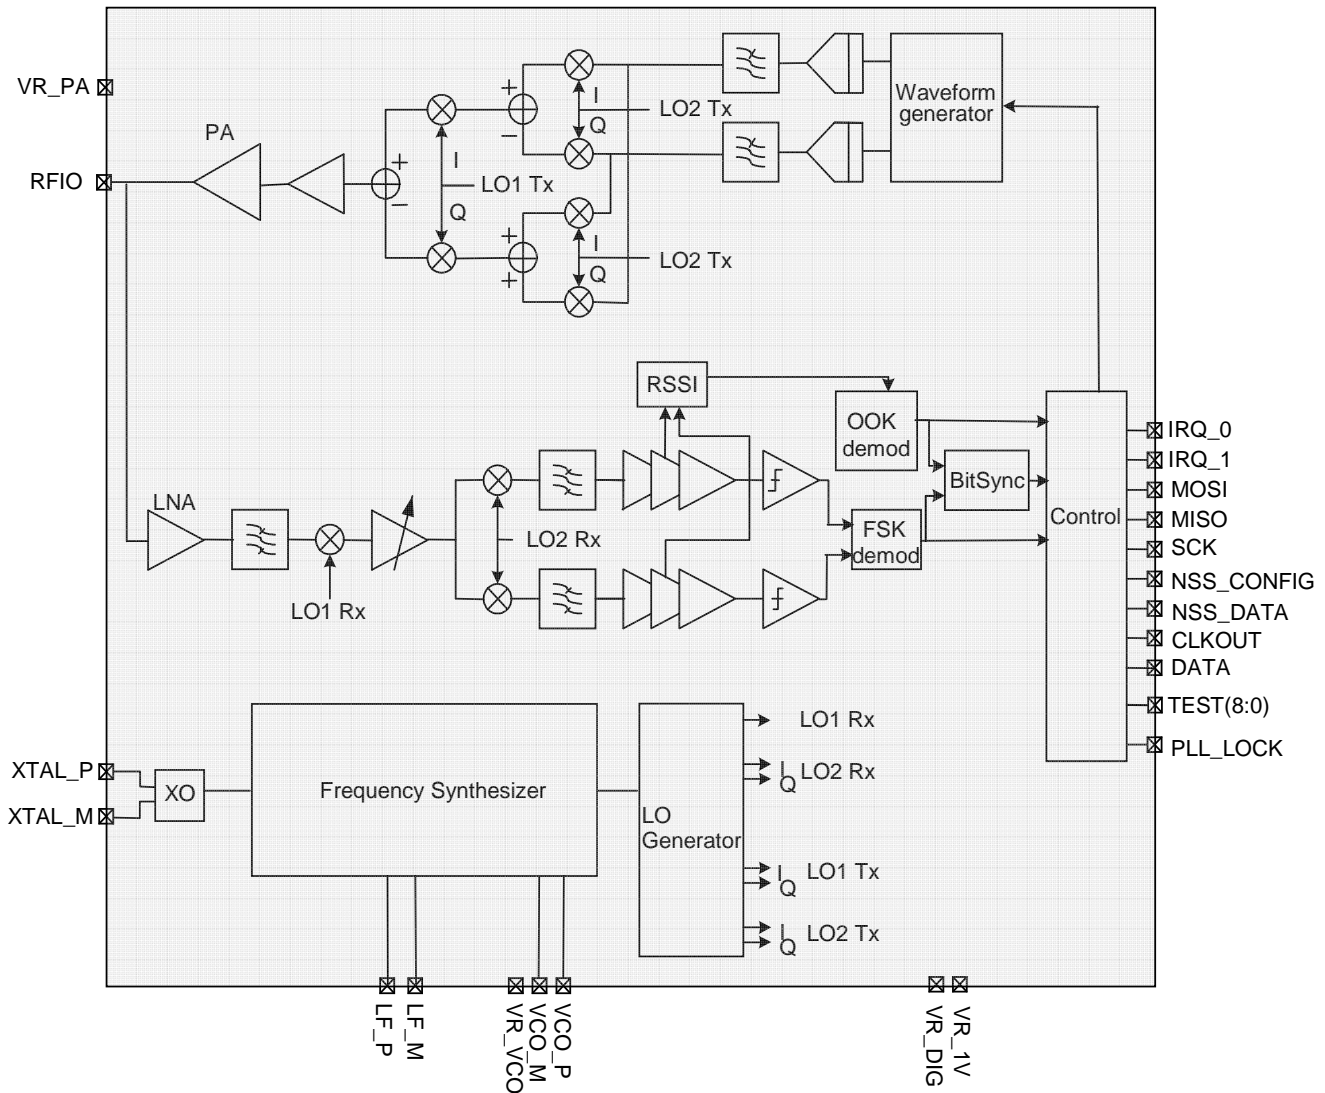 VR_PA
RFIO
PA
+
−
I
Q
LO1 Tx
+
−
I
Q
LO2 Tx
+
+
I
Q
LO2 Tx
Waveform
generator
RSSI
OOK
demod
BitSync
FSK
demod
Control
LNA
LO1 Rx
LO2 Rx
IRQ_0
IRQ_1
MOSI
MISO
SCK
NSS_CONFIG
NSS_DATA
CLKOUT
DATA
TEST(8:0)
PLL_LOCK
XTAL_P
XTAL_M
XO
Frequency Synthesizer
LO
Generator
LO1 Rx
I
Q
LO2 Rx
I
Q
LO1 Tx
I
Q
LO2 Tx
LF_P
LF_M
VR_VCO
VCO_M
VCO_P
VR_DIG
VR_1V